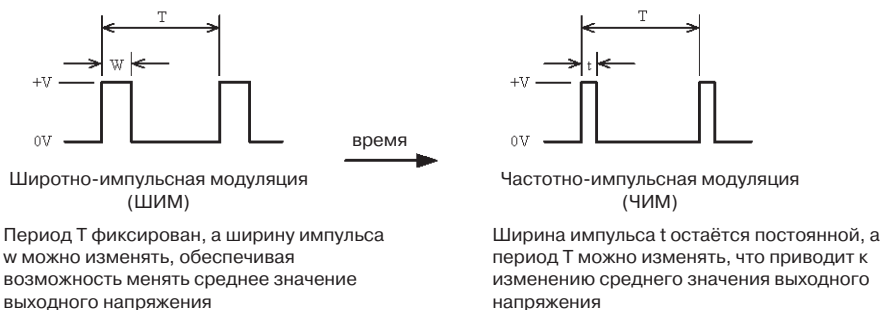 T
W
+V
0V
Широтно-импульсная модуляция
(ШИМ)
Период T фиксирован, а ширину импульса
w можно изменять, обеспечивая
возможность менять среднее значение
выходного напряжения
время
T
t
+V
0V
Частотно-импульсная модуляция
(ЧИМ)
Ширина импульса t остаётся постоянной, а
период T можно изменять, что приводит к
изменению среднего значения выходного
напряжения